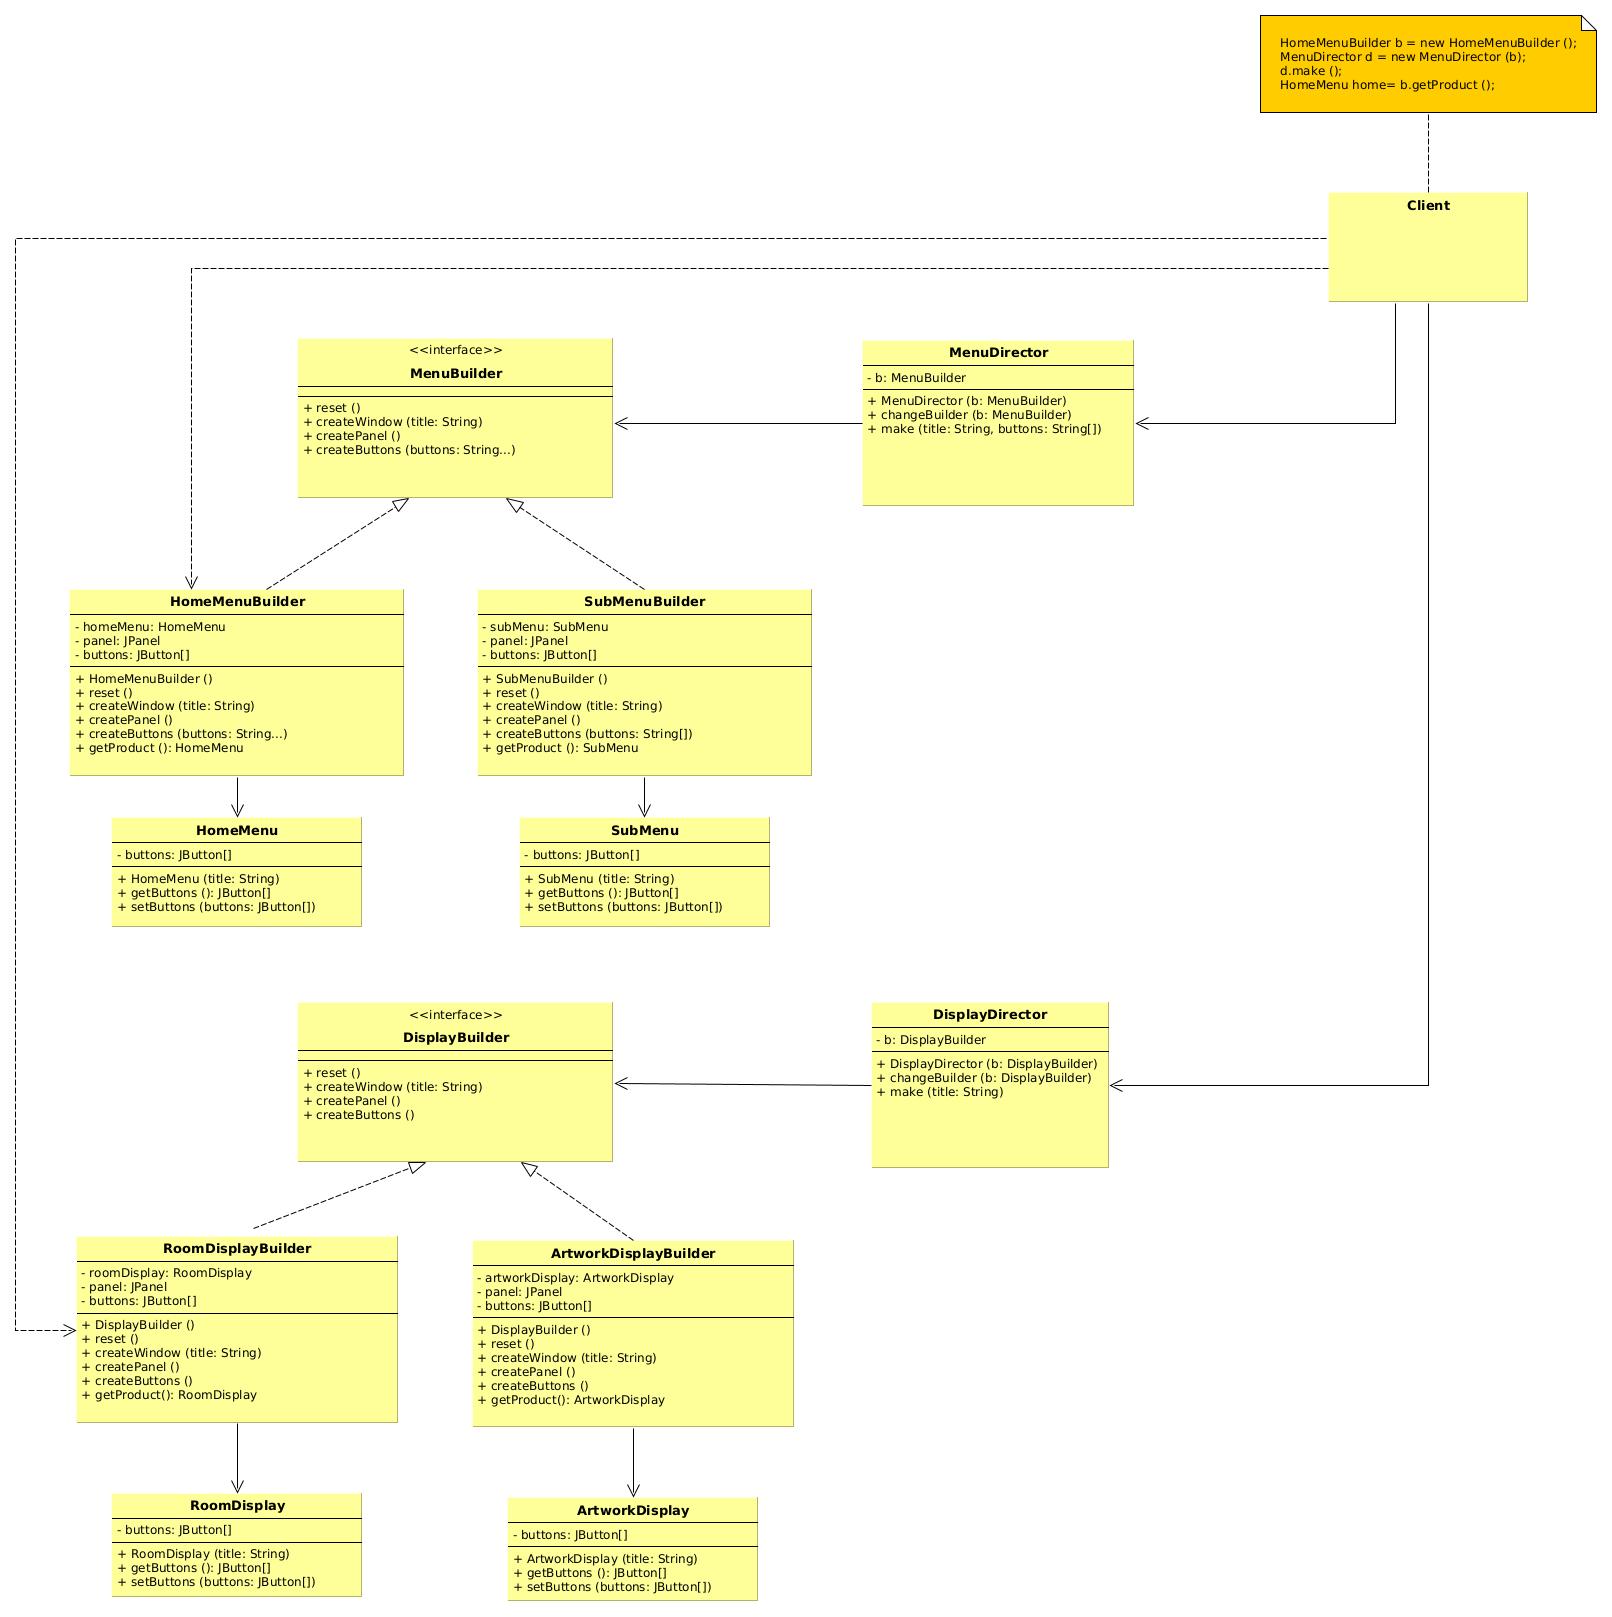 HomeMenuBuilder b = new HomeMenuBuilder ();
MenuDirector d = new MenuDirector (b);
d.make ();
HomeMenu home= b.getProduct ();
Client
<<interface>>
MenuBuilder
+ reset ()
+ createWindow (title: String)
+ createPanel ()
+ createButtons (buttons: String...)
MenuDirector
- b: MenuBuilder
+ MenuDirector (b: MenuBuilder)
+ changeBuilder (b: MenuBuilder)
+ make (title: String, buttons: String[])
HomeMenuBuilder
- homeMenu: HomeMenu
- panel: JPanel
- buttons: JButton[]
+ HomeMenuBuilder ()
+ reset ()
+ createWindow (title: String)
+ createPanel ()
+ createButtons (buttons: String...)
+ getProduct (): HomeMenu
SubMenuBuilder
- subMenu: SubMenu
- panel: JPanel
- buttons: JButton[]
+ SubMenuBuilder ()
+ reset ()
+ createWindow (title: String)
+ createPanel ()
+ createButtons (buttons: String[])
+ getProduct (): SubMenu
HomeMenu
- buttons: JButton[]
+ HomeMenu (title: String)
+ getButtons (): JButton[]
+ setButtons (buttons: JButton[])
SubMenu
- buttons: JButton[]
+ SubMenu (title: String)
+ getButtons (): JButton[]
+ setButtons (buttons: JButton[])
<<interface>>
DisplayBuilder
+ reset ()
+ createWindow (title: String)
+ createPanel ()
+ createButtons ()
DisplayDirector
- b: DisplayBuilder
+ DisplayDirector (b: DisplayBuilder)
+ changeBuilder (b: DisplayBuilder)
+ make (title: String)
RoomDisplayBuilder
- roomDisplay: RoomDisplay
- panel: JPanel
- buttons: JButton[]
+ DisplayBuilder ()
+ reset ()
+ createWindow (title: String)
+ createPanel ()
+ createButtons ()
+ getProduct(): RoomDisplay
ArtworkDisplayBuilder
- artworkDisplay: ArtworkDisplay
- panel: JPanel
- buttons: JButton[]
+ DisplayBuilder ()
+ reset ()
+ createWindow (title: String)
+ createPanel ()
+ createButtons ()
+ getProduct(): ArtworkDisplay
RoomDisplay
- buttons: JButton[]
+ RoomDisplay (title: String)
+ getButtons (): JButton[]
+ setButtons (buttons: JButton[])
ArtworkDisplay
- buttons: JButton[]
+ ArtworkDisplay (title: String)
+ getButtons (): JButton[]
+ setButtons (buttons: JButton[])